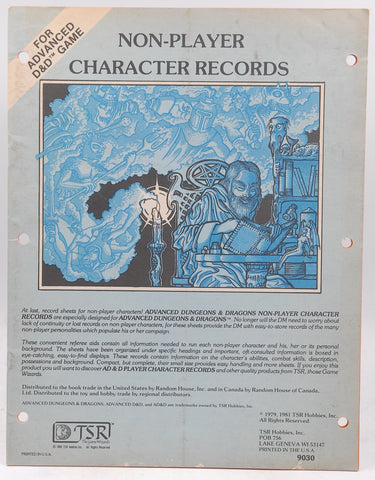 FOR
ADVANCED
D&D™ GAME
NON-PLAYER
CHARACTER RECORDS
At last, record sheets for non-player characters! ADVANCED DUNGEONS & DRAGONS NON-PLAYER CHARACTER
RECORDS are especially designed for ADVANCED DUNGEONS & DRAGONS™. No longer will the DM need to worry about
lack of continuity or lost records on non player characters, for these sheets provide the DM with easy-to-store records of the many
non-player personalities which populate his or her campaign.
These convenient referee aids contain all information needed to run each non-player character and his, her or its personal
background. The sheets have been organized under specific headings and important, oft-consulted information is boxed in
eye-catching, easy-to-find displays. These records contain information on the character's abilities, combat skills, description,
possessions and background. Compact, but complete, their small size provides easy handling and more sheets. If you enjoy this
product you will want to discover AD & D PLAYER CHARACTER RECORDS and other quality products from TSR, those Game
Wizards.
Distributed to the book trade in the United States by Random House, Inc. and in Canada by Random House of Canada,
Ltd. Distributed to the toy and hobby trade by regional distributors.
ADVANCED DUNGEONS & DRAGONS, ADVANCED D&D, and AD&D are trademarks owned by TSR Hobbies, Inc.
© 1979, 1981 TSR Hobbies, Inc.
All Rights Reserved
TSR
The Game Wizards
TSR Hobbies, Inc.
POB 756
LAKE GENEVA WI 53147
PRINTED IN U.S.A.
PRINTED IN THE U.S.A.
9030